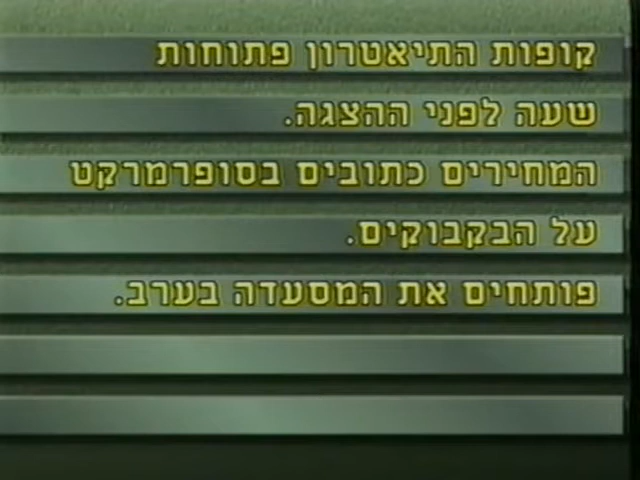 קופות התיאטרון פתוחות
שעה לפני ההצגה.
המחירים כתובים בסופרמרקט
על הבקבוקים.
פותחים את המסעדה בערב.